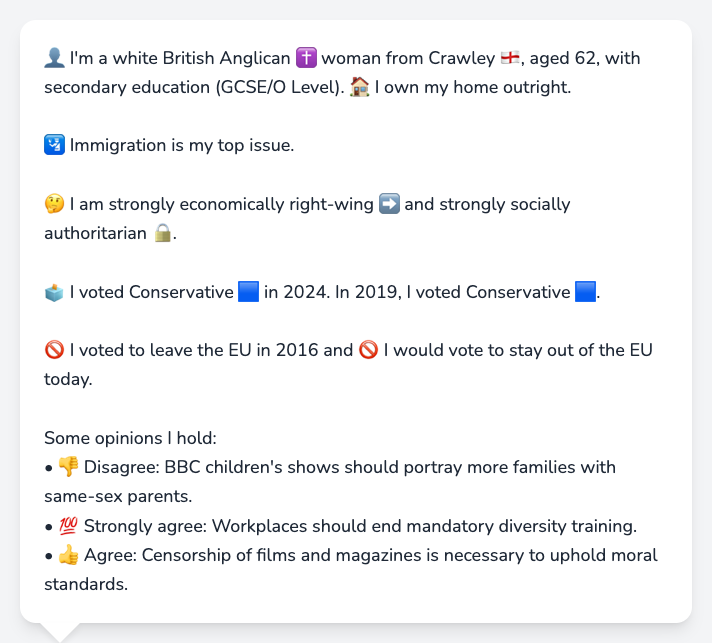 👤 I'm a white British Anglican ✝️ woman from Crawley 🏴󠁧󠁢󠁥󠁮󠁧󠁿, aged 62, with
secondary education (GCSE/O Level). 🏠 I own my home outright.
🛂 Immigration is my top issue.
🤔 I am strongly economically right-wing ➡️ and strongly socially
authoritarian 🔒.
🗳️ I voted Conservative 🟦 in 2024. In 2019, I voted Conservative 🟦.
🚫 I voted to leave the EU in 2016 and 🚫 I would vote to stay out of the EU
today.
Some opinions I hold:
• 👎 Disagree: BBC children's shows should portray more families with
same-sex parents.
• 💯 Strongly agree: Workplaces should end mandatory diversity training.
• 👍 Agree: Censorship of films and magazines is necessary to uphold moral
standards.